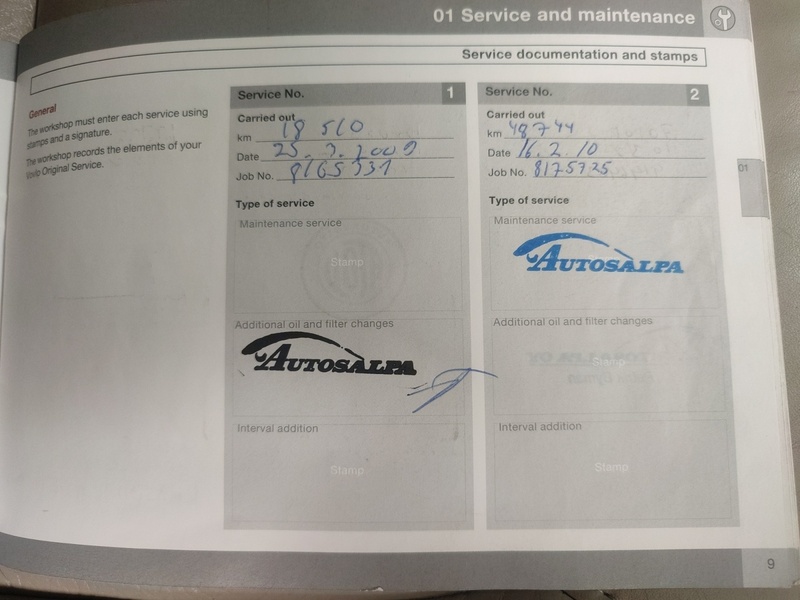 01 Service and maintenance
Service documentation and stamps
General
The workshop must enter each service using
stamps and a signature.
The workshop records the elements of your
Volvo Original Service.
Service No. 1
Carried out
km 18 510
Date 25. 3. 2009
Job No. 8165331
Type of service
Maintenance service
Stamp
Additional oil and filter changes
AUTOSALPA
Interval addition
Stamp
Service No. 2
Carried out
km 48744
Date 16. 2. 10
Job No. 8175725
Type of service
Maintenance service
AUTOSALPA
Additional oil and filter changes
Stamp
Interval addition
Stamp
01
9